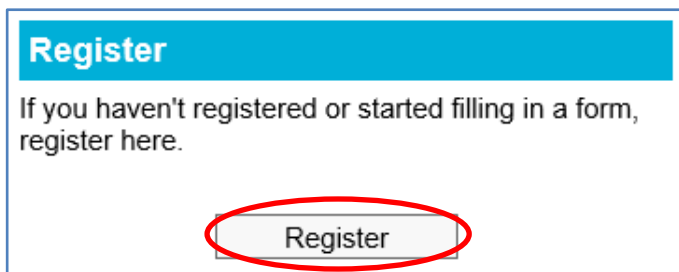 Register
If you haven't registered or started filling in a form,
register here.
Register